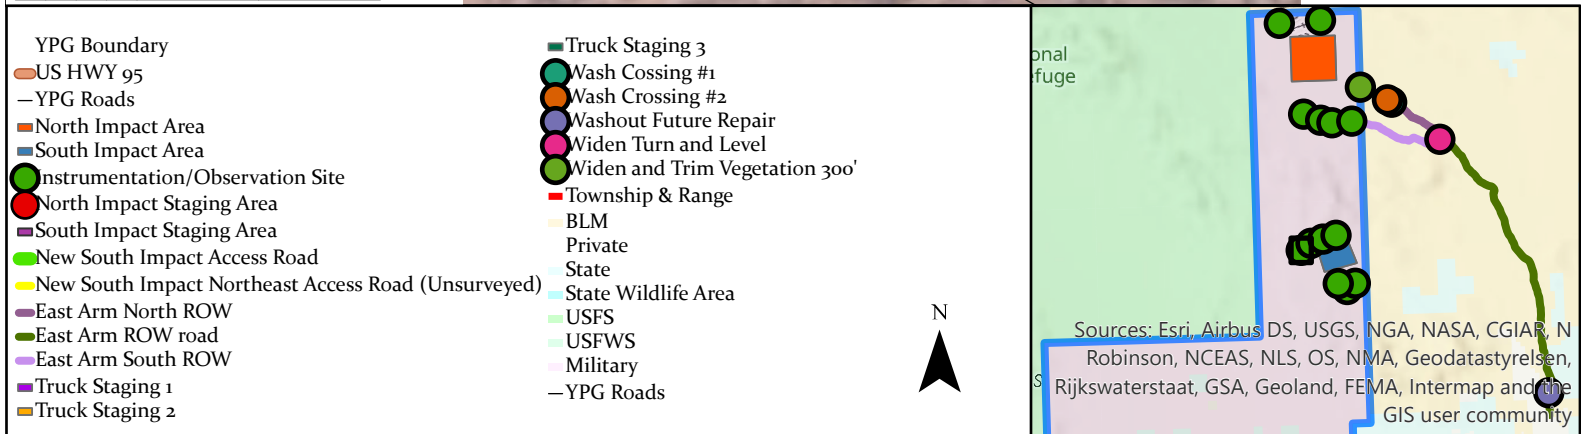 YPG Boundary
US HWY 95
YPG Roads
North Impact Area
South Impact Area
Instrumentation/Observation Site
North Impact Staging Area
South Impact Staging Area
New South Impact Access Road
New South Impact Northeast Access Road (Unsurveyed)
East Arm North ROW
East Arm ROW road
East Arm South ROW
Truck Staging 1
Truck Staging 2
Truck Staging 3
Wash Cossing #1
Wash Crossing #2
Washout Future Repair
Widen Turn and Level
Widen and Trim Vegetation 300'
Township & Range
BLM
Private
State
State Wildlife Area
USFS
USFWS
Military
YPG Roads
N
onal
efuge
S
Sources: Esri, Airbus DS, USGS, NGA, NASA, CGIAR, N
Robinson, NCEAS, NLS, OS, NMA, Geodatastyrelsen,
Rijkswaterstaat, GSA, Geoland, FEMA, Intermap and the
GIS user community